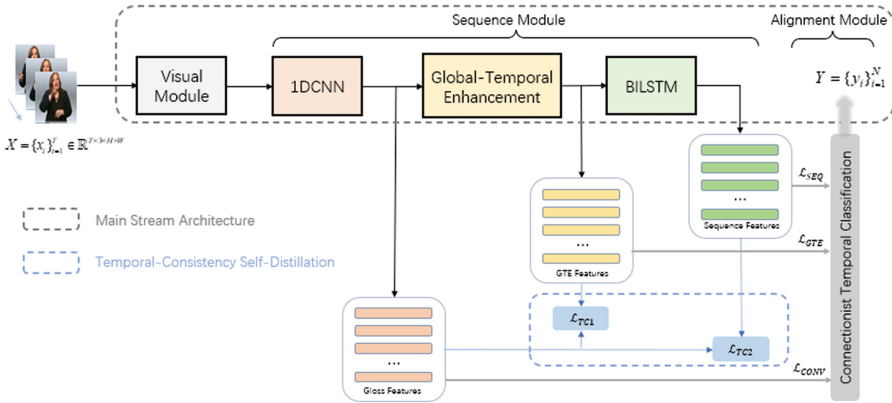 Sequence Module
Alignment Module
Visual
Module
1DCNN
Global-Temporal
Enhancement
BILSTM
Y = {y_i}_{i=1}^{N}
X = {x_i}_{i=1}^{T} ∈ ℝ^{T×3×H×W}
ℒ_SEQ
...
Sequence Features
Main Stream Architecture
ℒ_GTE
...
GTE Features
Temporal-Consistency Self-Distillation
Connectionist Temporal Classification
ℒ_TC1
ℒ_TC2
...
Gloss Features
ℒ_CONV